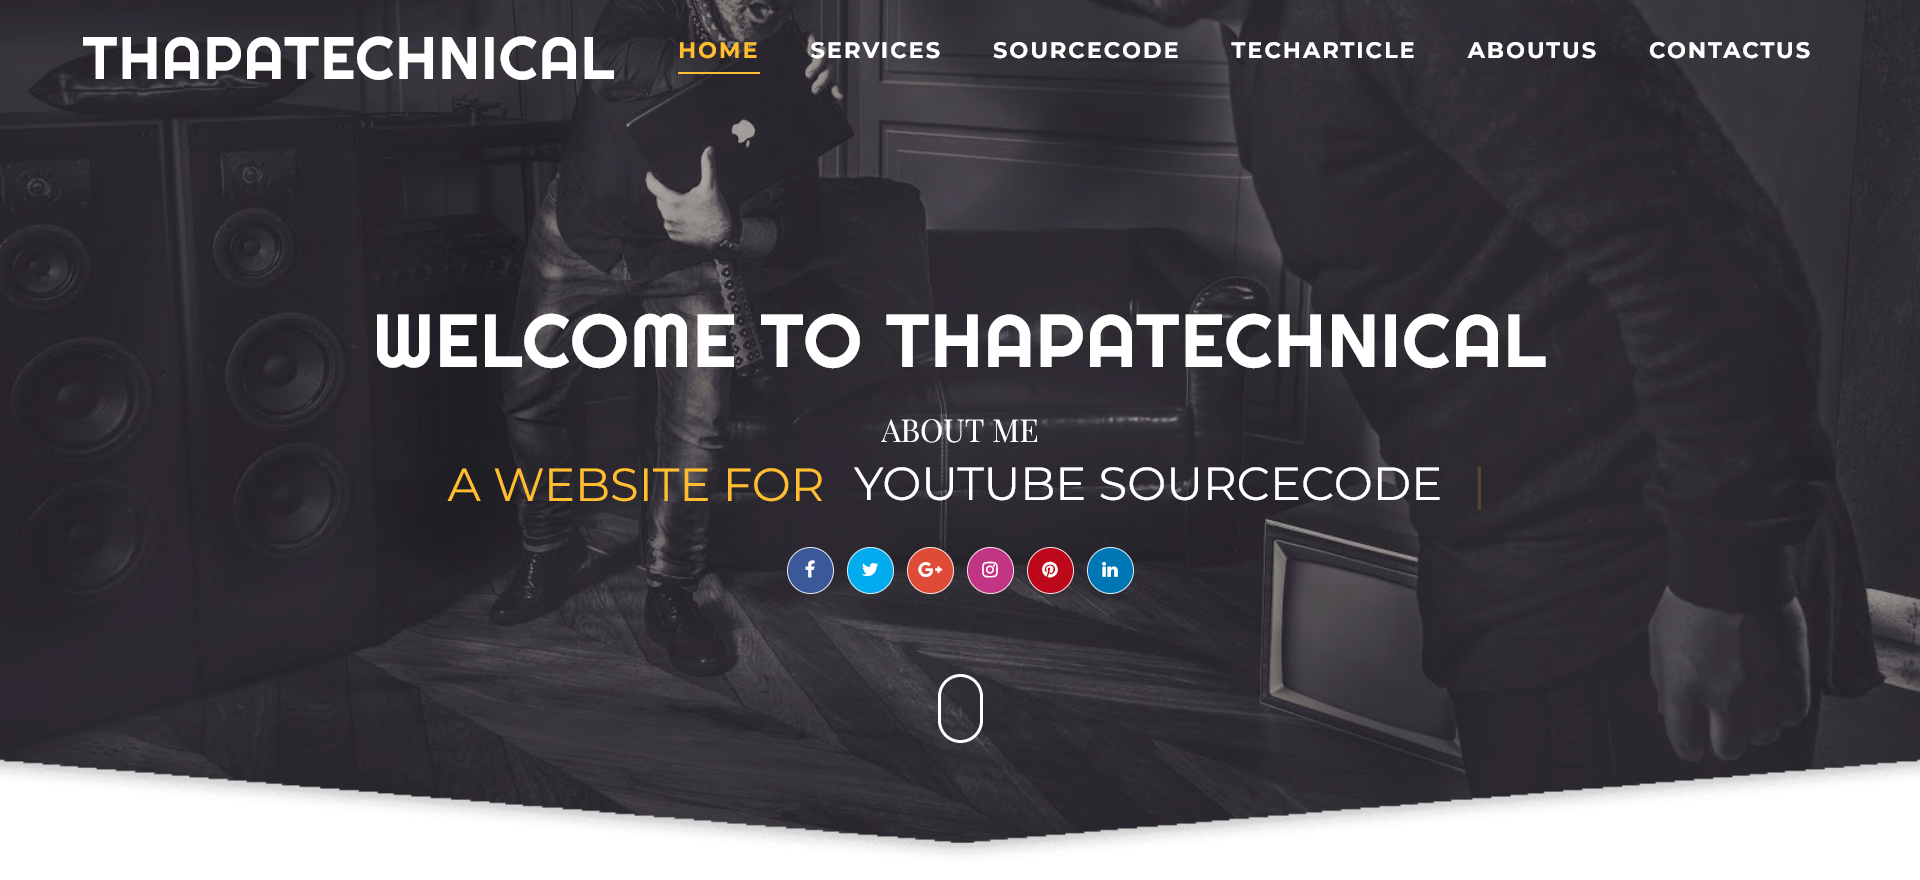 THAPATECHNICAL
HOME SERVICES SOURCECODE TECHARTICLE ABOUTUS CONTACTUS
WELCOME TO THAPATECHNICAL
ABOUT ME
A WEBSITE FOR YOUTUBE SOURCECODE